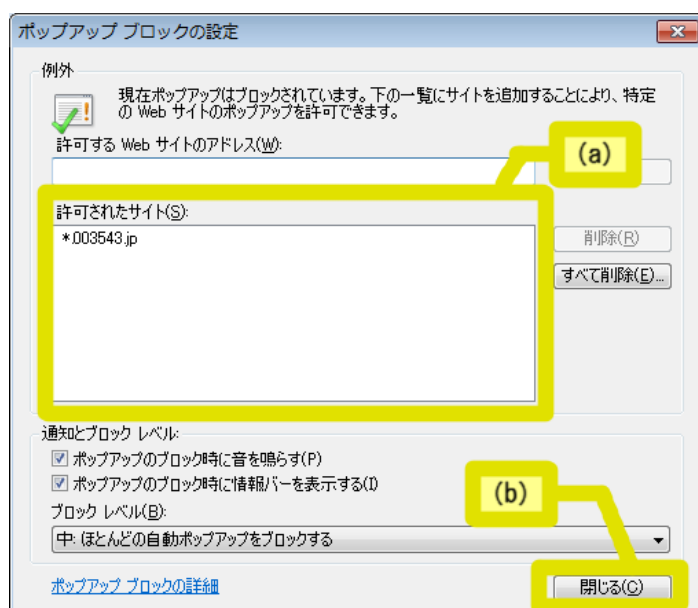 ポップアップ ブロックの設定
例外
現在ポップアップはブロックされています。下の一覧にサイトを追加することにより、特定
の Web サイトのポップアップを許可できます。
許可する Web サイトのアドレス(W):
(a)
許可されたサイト(S):
*.003543.jp
削除(R)
すべて削除(E)...
通知とブロック レベル:
ポップアップのブロック時に音を鳴らす(P)
ポップアップのブロック時に情報バーを表示する(I)
(b)
ブロック レベル(B):
中: ほとんどの自動ポップアップをブロックする
ポップアップ ブロックの詳細
閉じる(C)